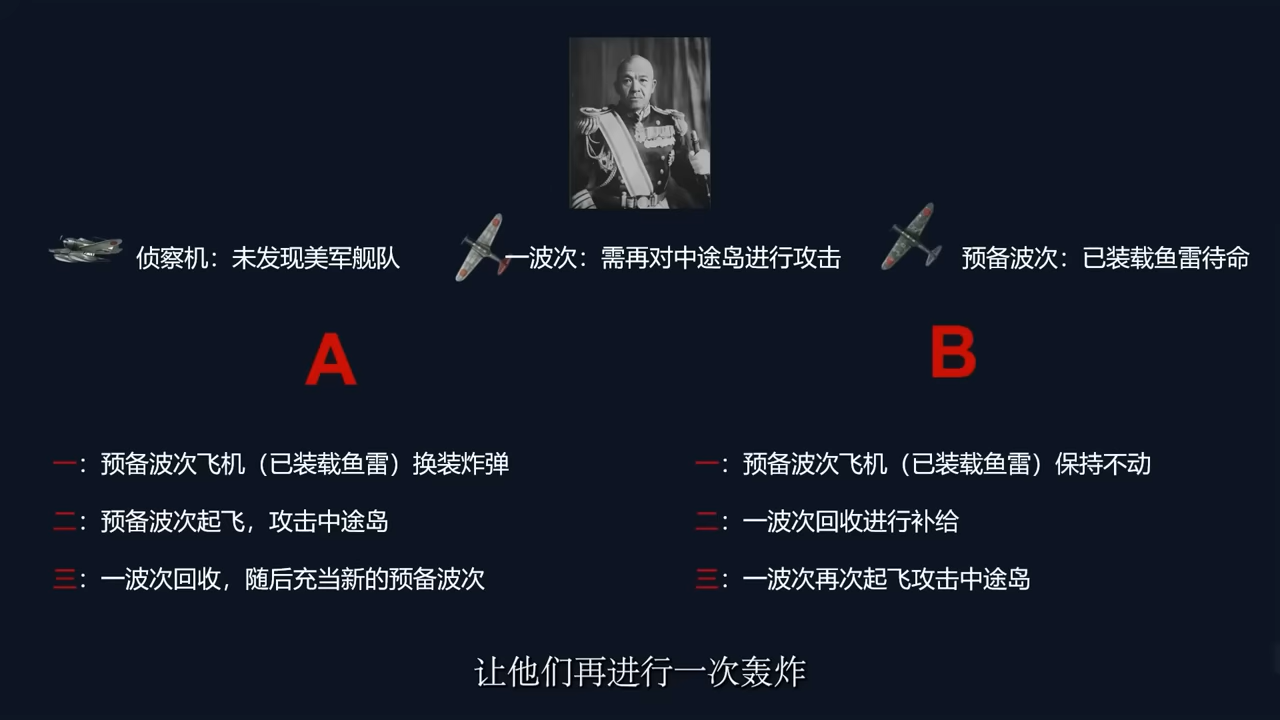 侦察机：未发现美军舰队
一波次：需再对中途岛进行攻击
预备波次：已装载鱼雷待命
A
B
一：预备波次飞机（已装载鱼雷）换装炸弹
二：预备波次起飞，攻击中途岛
三：一波次回收，随后充当新的预备波次
一：预备波次飞机（已装载鱼雷）保持不动
二：一波次回收进行补给
三：一波次再次起飞攻击中途岛
让他们再进行一次轰炸